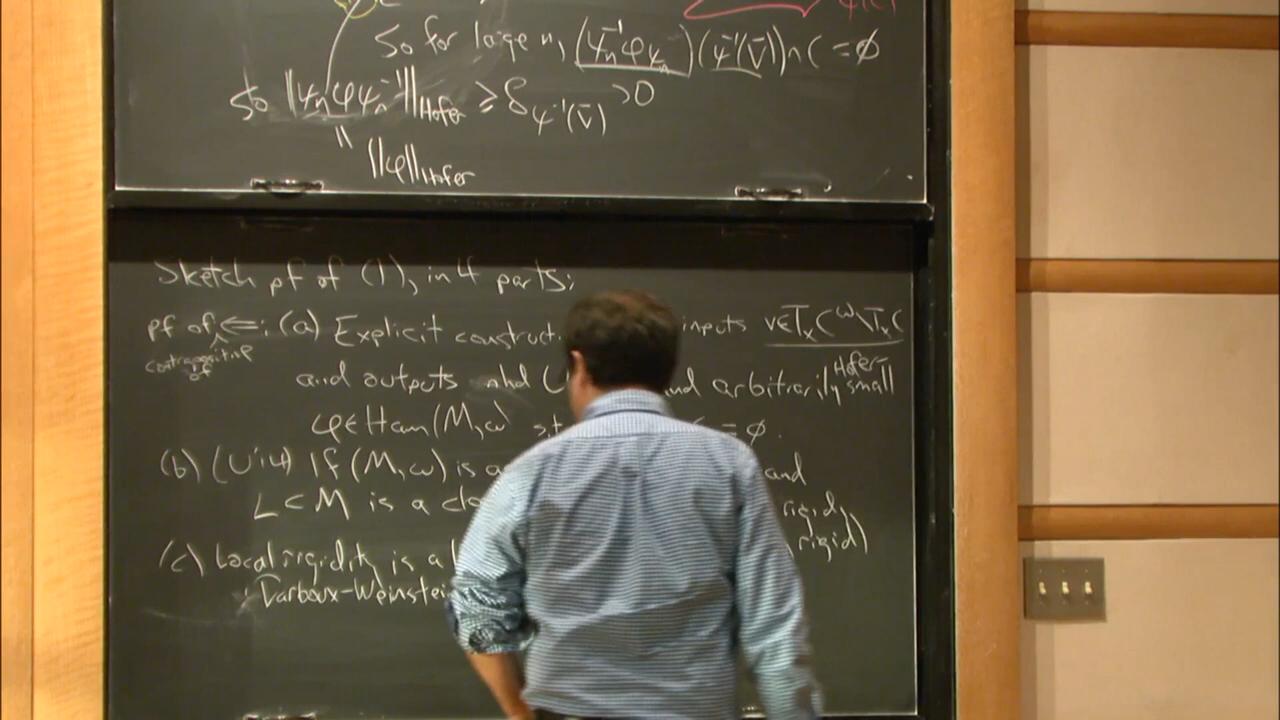 So for large n, (ψₙ⁻¹φψₙ)(ψ⁻¹(V̄))∩C = ∅
So ‖ψₙφψₙ⁻¹‖Hofer ≥ δ_ψ⁻¹(V̄) > 0
‖
‖φ‖Hofer
Sketch pf of (1), in 4 parts:
pf of ⇐: (a) Explicit construct inputs v∈TₓC^ω\TₓC
contrapositive of
and outputs nhd U and arbitrarily Hofer-small
φ∈Ham(M,ω) s.t. = ∅.
(b) (U'14) If (M,ω) is and
L⊂M is a rigid,
(c) Local rigidity is a rigid)
Darboux-Weinstein